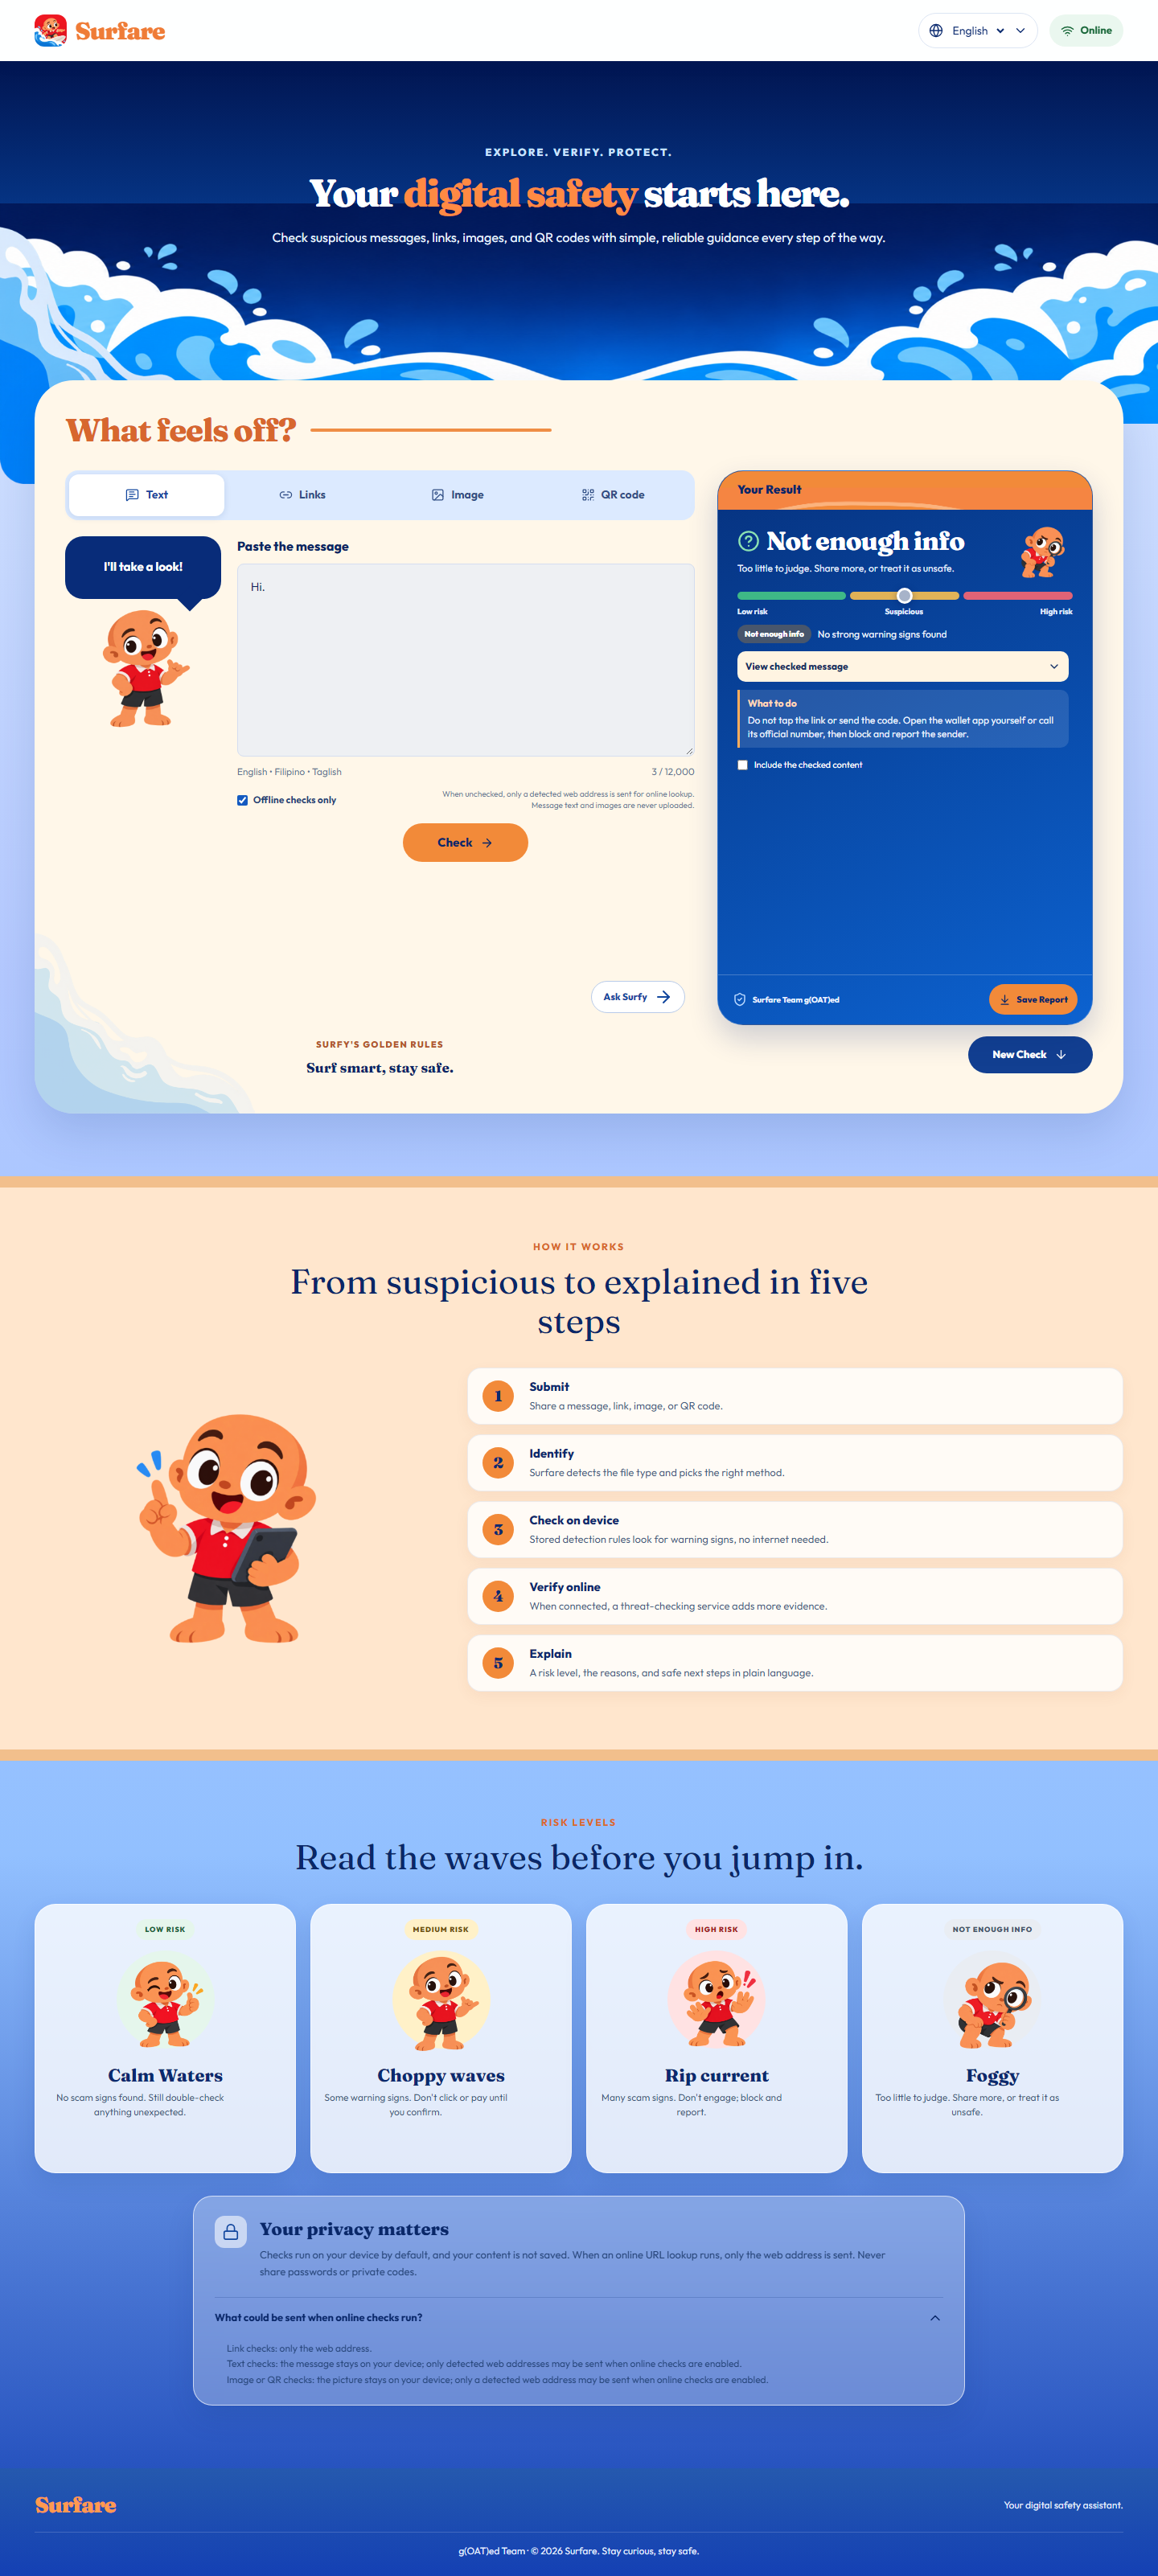 Surfare
English
Online
EXPLORE. VERIFY. PROTECT.
Your digital safety starts here.
Check suspicious messages, links, images, and QR codes with simple, reliable guidance every step of the way.
What feels off?
Text
Links
Image
QR code
I'll take a look!
Paste the message
Hi.
English • Filipino • Taglish
3 / 12,000
Offline checks only
When unchecked, only a detected web address is sent for online lookup.
Message text and images are never uploaded.
Check
Ask Surfy
SURFY'S GOLDEN RULES
Surf smart, stay safe.
Your Result
Not enough info
Too little to judge. Share more, or treat it as unsafe.
Low risk
Suspicious
High risk
Not enough info
No strong warning signs found
View checked message
What to do
Do not tap the link or send the code. Open the wallet app yourself or call
its official number, then block and report the sender.
Include the checked content
Surfare Team g(OAT)ed
Save Report
New Check
HOW IT WORKS
From suspicious to explained in five
steps
1
Submit
Share a message, link, image, or QR code.
2
Identify
Surfare detects the file type and picks the right method.
3
Check on device
Stored detection rules look for warning signs, no internet needed.
4
Verify online
When connected, a threat-checking service adds more evidence.
5
Explain
A risk level, the reasons, and safe next steps in plain language.
RISK LEVELS
Read the waves before you jump in.
LOW RISK
Calm Waters
No scam signs found. Still double-check
anything unexpected.
MEDIUM RISK
Choppy waves
Some warning signs. Don't click or pay until
you confirm.
HIGH RISK
Rip current
Many scam signs. Don't engage; block and
report.
NOT ENOUGH INFO
Foggy
Too little to judge. Share more, or treat it as
unsafe.
Your privacy matters
Checks run on your device by default, and your content is not saved. When an online URL lookup runs, only the web address is sent. Never
share passwords or private codes.
What could be sent when online checks run?
Link checks: only the web address.
Text checks: the message stays on your device; only detected web addresses may be sent when online checks are enabled.
Image or QR checks: the picture stays on your device; only a detected web address may be sent when online checks are enabled.
Surfare
Your digital safety assistant.
g(OAT)ed Team · © 2026 Surfare. Stay curious, stay safe.